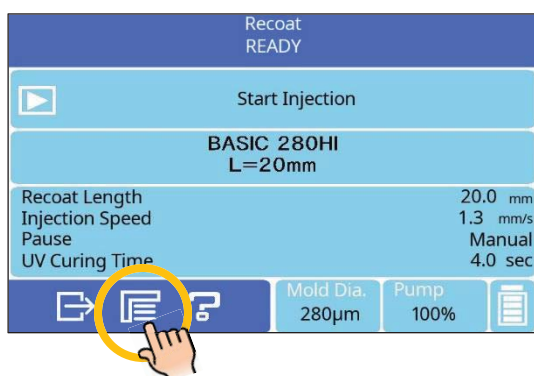 Recoat
READY
Start Injection
BASIC 280HI
L=20mm
Recoat Length 20.0 mm
Injection Speed 1.3 mm/s
Pause Manual
UV Curing Time 4.0 sec
Mold Dia. Pump
280µm 100%